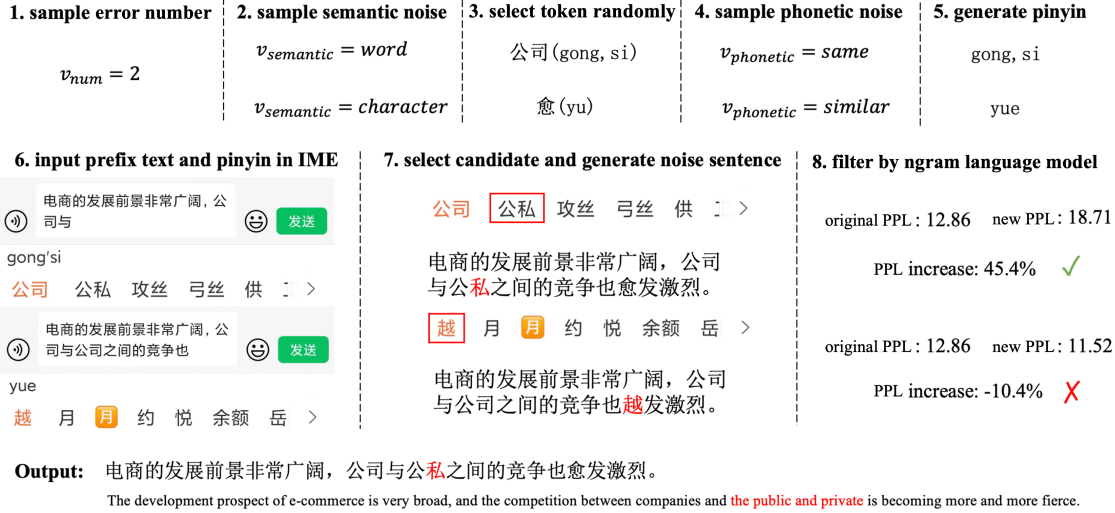 1. sample error number
v_num = 2
2. sample semantic noise
v_semantic = word
v_semantic = character
3. select token randomly
公司(gong,si)
愈(yu)
4. sample phonetic noise
v_phonetic = same
v_phonetic = similar
5. generate pinyin
gong,si
yue
6. input prefix text and pinyin in IME
电商的发展前景非常广阔,公
司与
发送
gong'si
公司 公私 攻丝 弓丝 供
电商的发展前景非常广阔,公
司与公司之间的竞争也
发送
yue
越 月 月 约 悦 余额 岳
7. select candidate and generate noise sentence
公司 公私 攻丝 弓丝 供
电商的发展前景非常广阔，公司
与公私之间的竞争也愈发激烈。
越 月 月 约 悦 余额 岳
电商的发展前景非常广阔，公司
与公司之间的竞争也越发激烈。
8. filter by ngram language model
original PPL: 12.86 new PPL: 18.71
PPL increase: 45.4% ✓
original PPL: 12.86 new PPL: 11.52
PPL increase: -10.4% ✗
Output: 电商的发展前景非常广阔，公司与公私之间的竞争也愈发激烈。
The development prospect of e-commerce is very broad, and the competition between companies and the public and private is becoming more and more fierce.